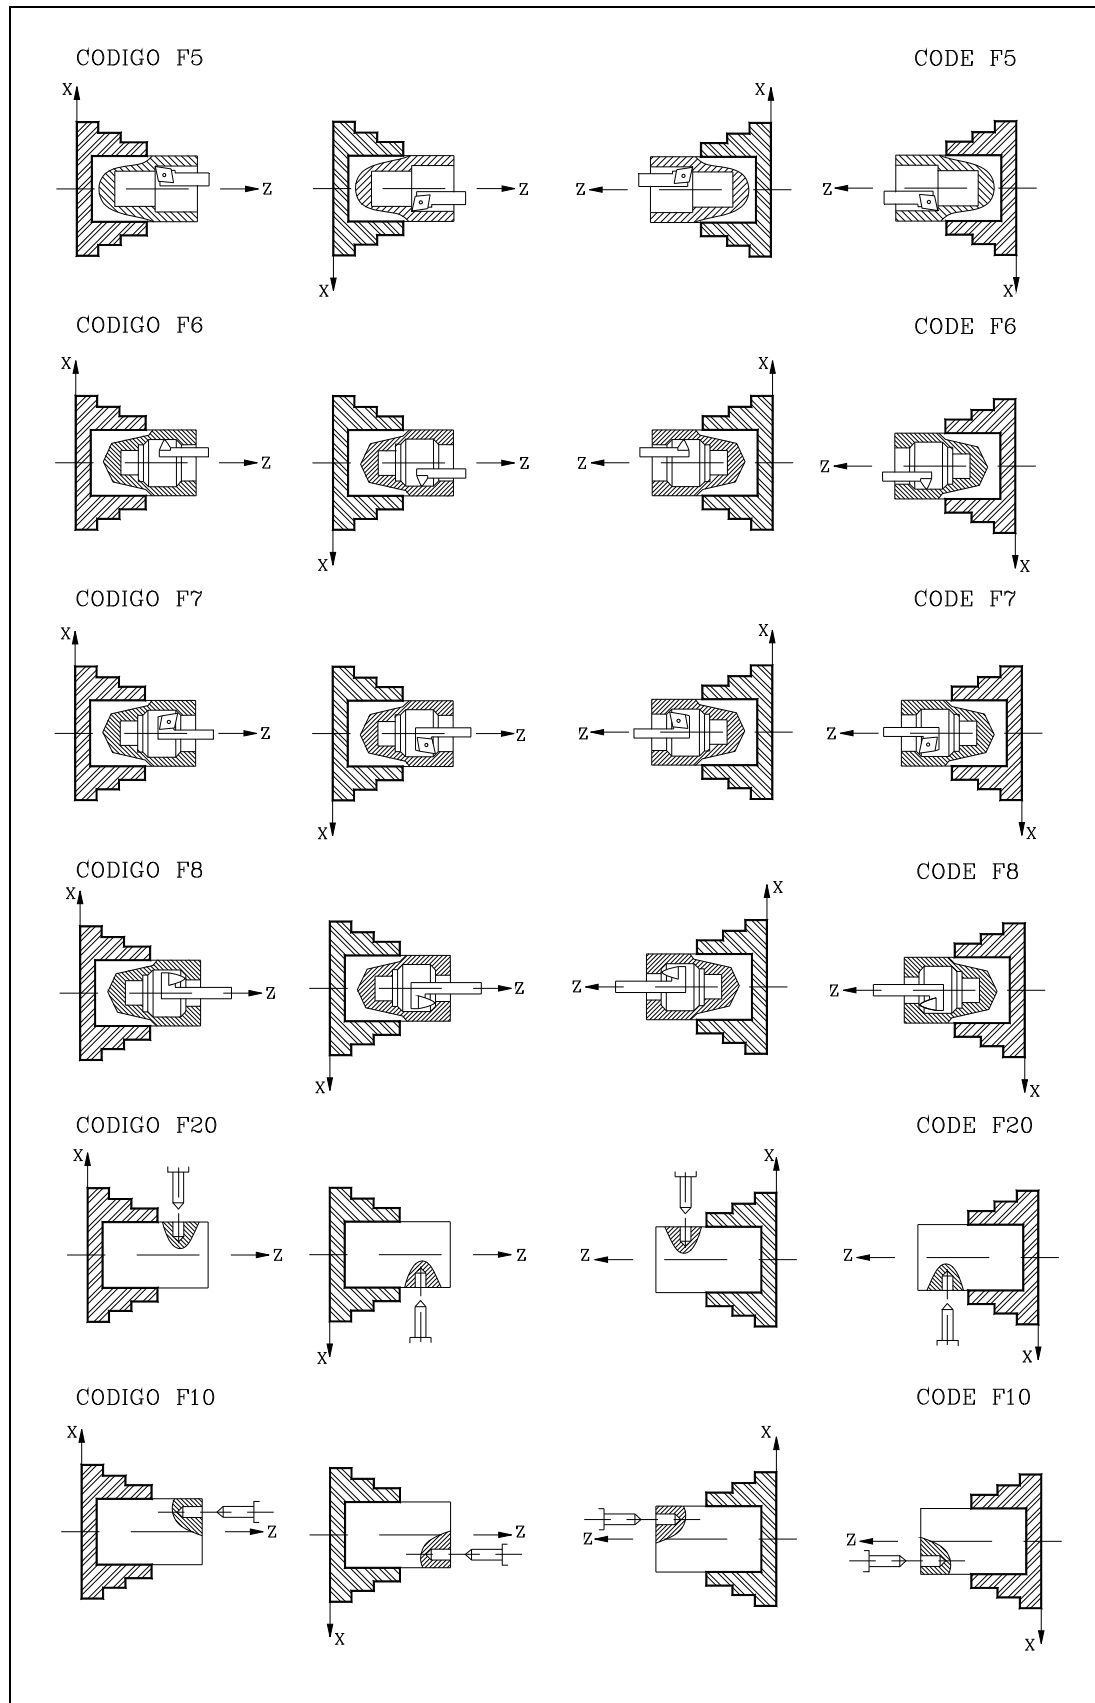 CODIGO F5 CODE F5
X X
Z Z Z Z
X X
CODIGO F6 CODE F6
X X
Z Z Z Z
X X
CODIGO F7 CODE F7
X X
Z Z Z Z
X X
CODIGO F8 CODE F8
X X
Z Z Z Z
X X
CODIGO F20 CODE F20
X X
Z Z Z Z
X X
CODIGO F10 CODE F10
X X
Z Z Z Z
X X